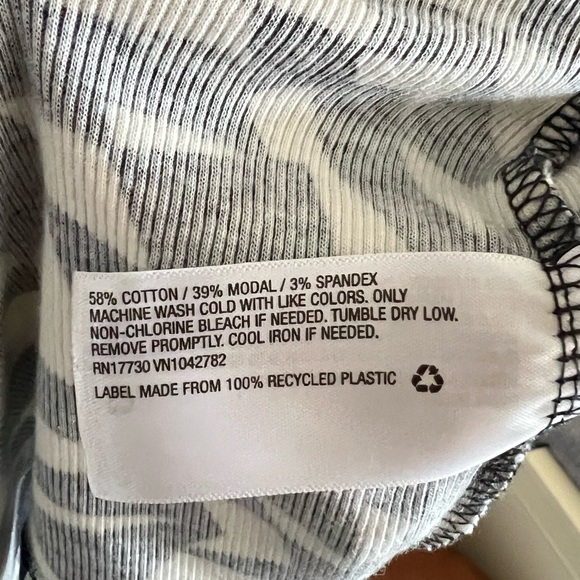 58% COTTON / 39% MODAL / 3% SPANDEX
MACHINE WASH COLD WITH LIKE COLORS. ONLY
NON-CHLORINE BLEACH IF NEEDED. TUMBLE DRY LOW.
REMOVE PROMPTLY. COOL IRON IF NEEDED.
RN17730 VN1042782
LABEL MADE FROM 100% RECYCLED PLASTIC